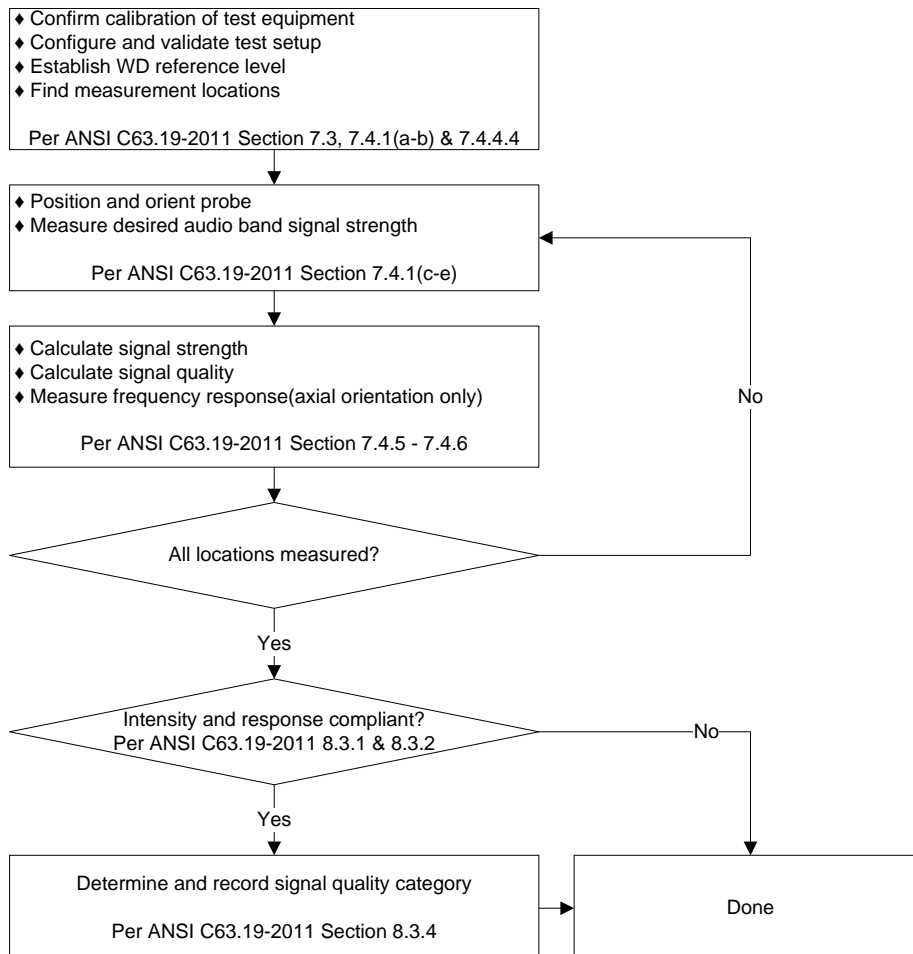 ♦ Confirm calibration of test equipment
♦ Configure and validate test setup
♦ Establish WD reference level
♦ Find measurement locations
Per ANSI C63.19-2011 Section 7.3, 7.4.1(a-b) & 7.4.4.4
♦ Position and orient probe
♦ Measure desired audio band signal strength
Per ANSI C63.19-2011 Section 7.4.1(c-e)
♦ Calculate signal strength
♦ Calculate signal quality
♦ Measure frequency response(axial orientation only)
Per ANSI C63.19-2011 Section 7.4.5 - 7.4.6
No
All locations measured?
Yes
Intensity and response compliant?
Per ANSI C63.19-2011 8.3.1 & 8.3.2
No
Yes
Determine and record signal quality category
Per ANSI C63.19-2011 Section 8.3.4
Done